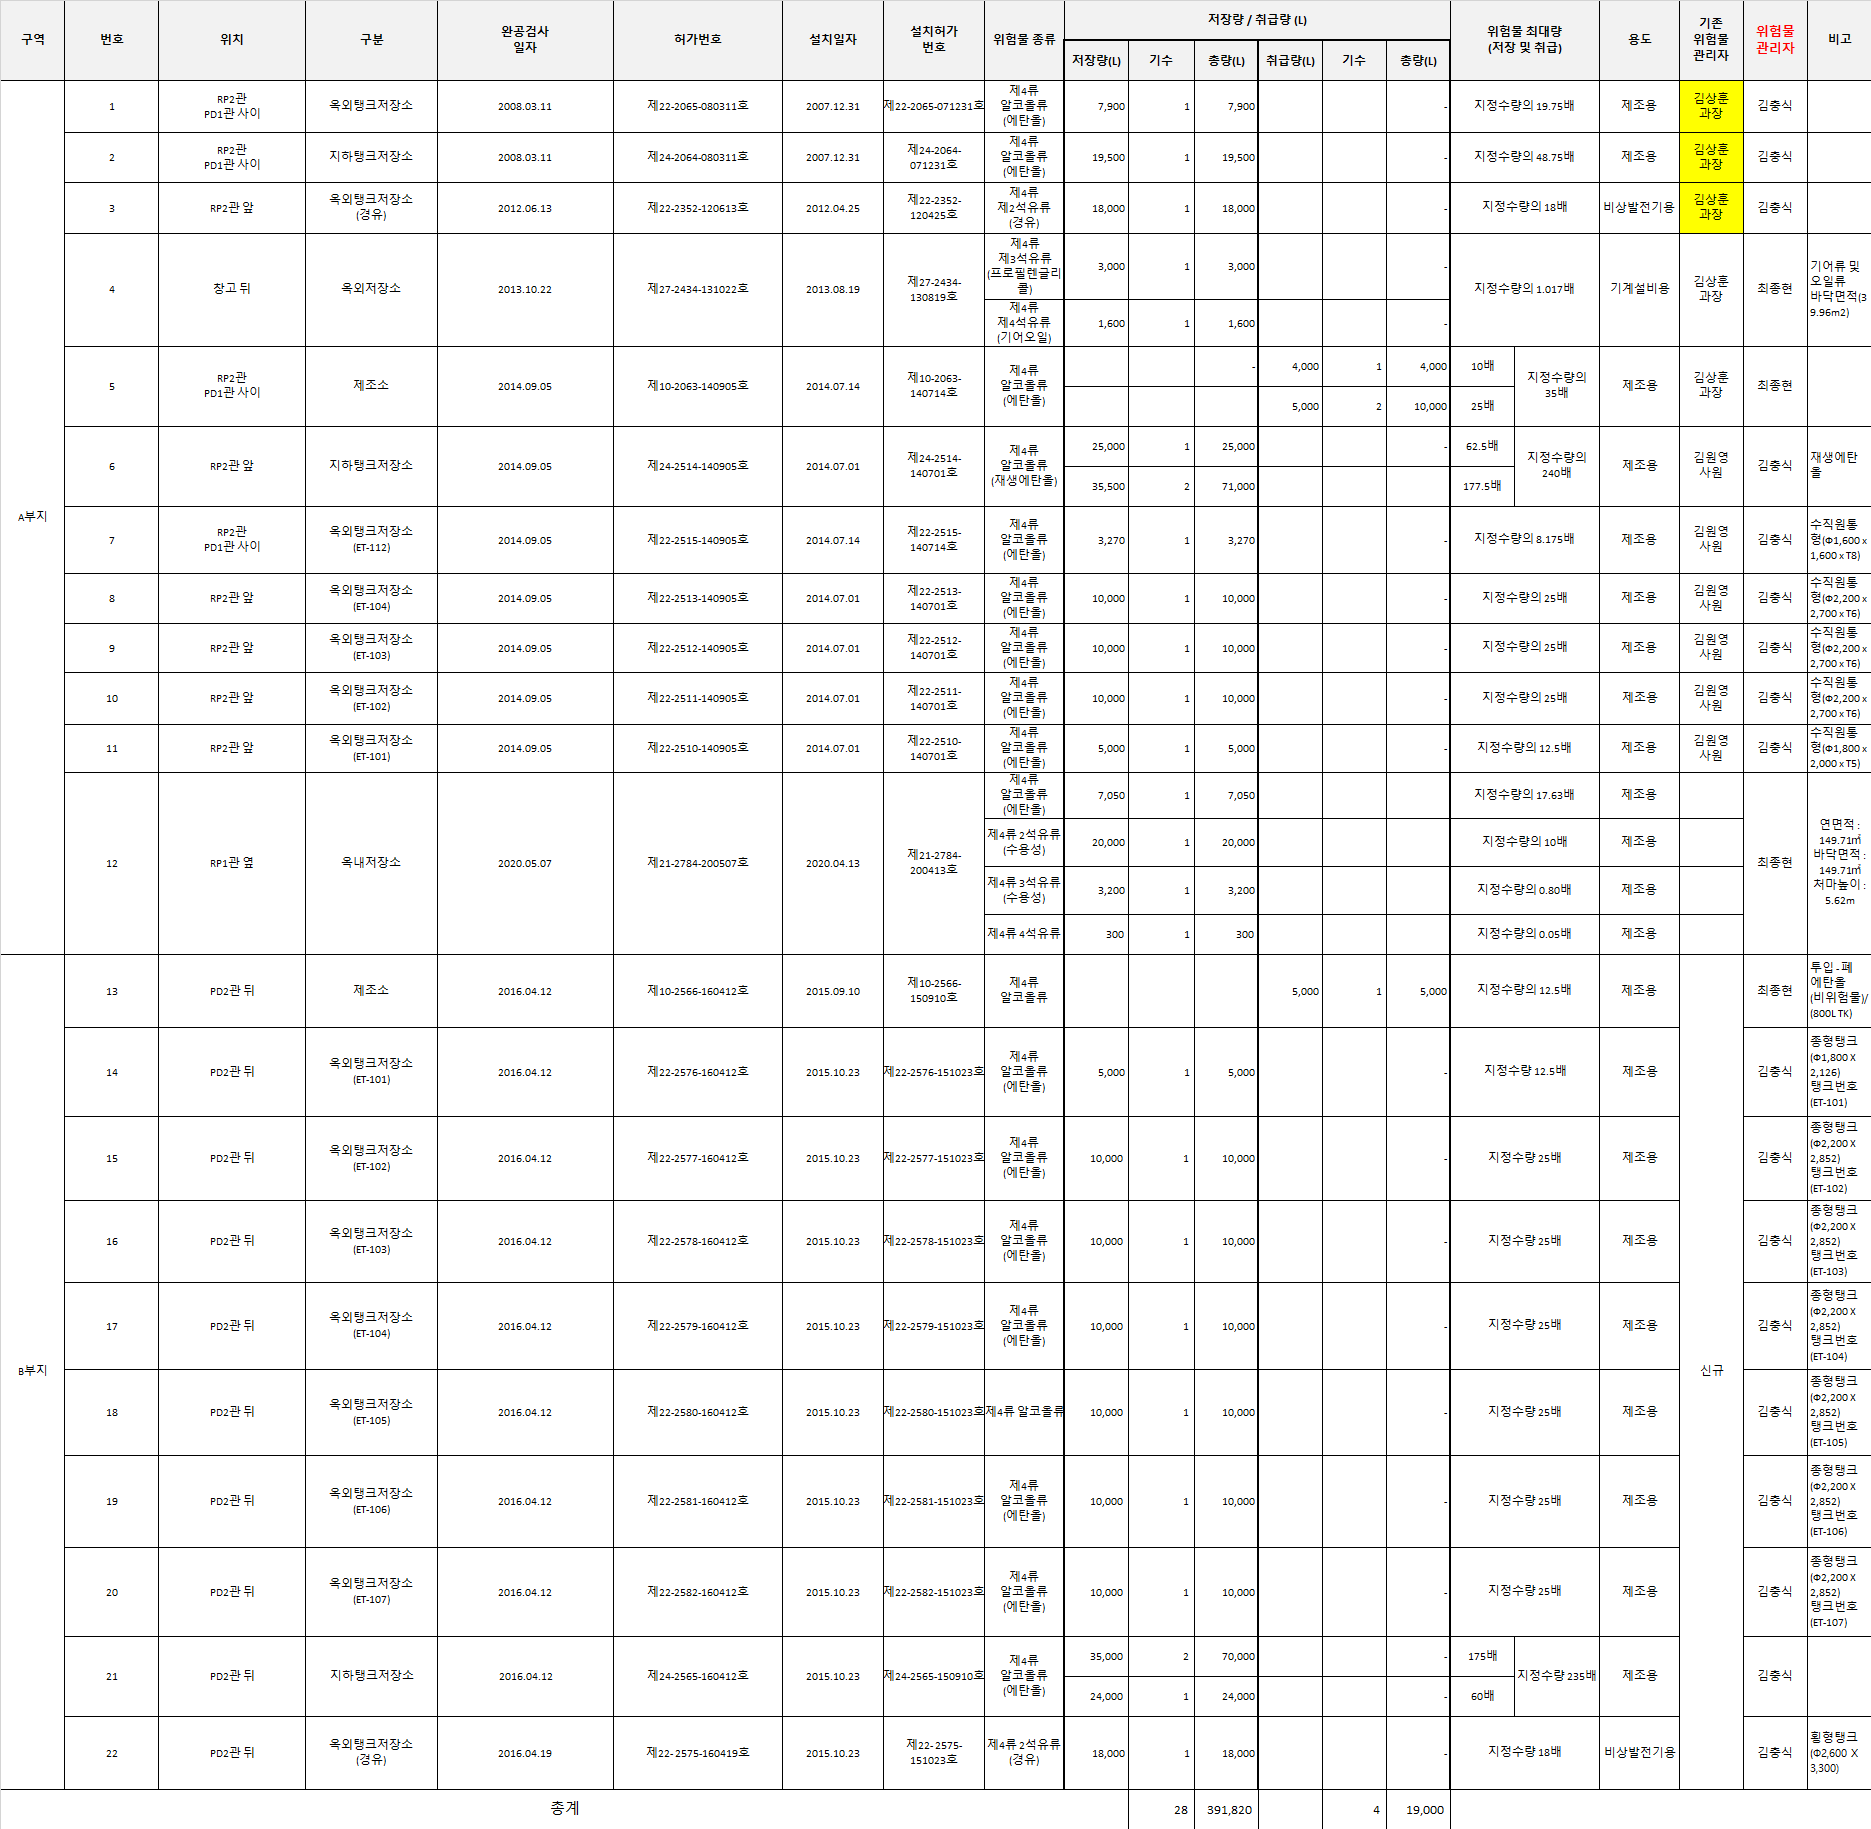 구역 번호 위치 구분 완공검사 일자 허가번호 설치일자 설치허가 번호 위험물 종류 저장량 / 취급량 (L) 위험물 최대량 (저장 및 취급) 용도 기존 위험물 관리자 위험물 관리자 비고
저장량(L) 기수 총량(L) 취급량(L) 기수 총량(L)
A부지
1 RP2관 PD1관 사이 옥외탱크저장소 2008.03.11 제22-2065-080311호 2007.12.31 제22-2065-071231호 제4류 알코올류 (에탄올) 7,900 1 7,900 - 지정수량의 19.75배 제조용 김상훈 과장 김충식
2 RP2관 PD1관 사이 지하탱크저장소 2008.03.11 제24-2064-080311호 2007.12.31 제24-2064-071231호 제4류 알코올류 (에탄올) 19,500 1 19,500 - 지정수량의 48.75배 제조용 김상훈 과장 김충식
3 RP2관 앞 옥외탱크저장소 (경유) 2012.06.13 제22-2352-120613호 2012.04.25 제22-2352-120425호 제4류 제2석유류 (경유) 18,000 1 18,000 - 지정수량의 18배 비상발전기용 김상훈 과장 김충식
4 창고 뒤 옥외저장소 2013.10.22 제27-2434-131022호 2013.08.19 제27-2434-130819호 제4류 제3석유류 (프로필렌글리콜) 3,000 1 3,000 - 지정수량의 1.017배 기계설비용 김상훈 과장 최종현 기어류 및 오일류 바닥면적(39.96m2)
제4류 제4석유류 (기어오일) 1,600 1 1,600 -
5 RP2관 PD1관 사이 제조소 2014.09.05 제10-2063-140905호 2014.07.14 제10-2063-140714호 제4류 알코올류 (에탄올) - 4,000 1 4,000 10배 지정수량의 35배 제조용 김상훈 과장 최종현
5,000 2 10,000 25배
6 RP2관 앞 지하탱크저장소 2014.09.05 제24-2514-140905호 2014.07.01 제24-2514-140701호 제4류 알코올류 (재생에탄올) 25,000 1 25,000 - 62.5배 지정수량의 240배 제조용 김원영 사원 김충식 재생에탄올
35,500 2 71,000 177.5배
7 RP2관 PD1관 사이 옥외탱크저장소 (ET-112) 2014.09.05 제22-2515-140905호 2014.07.14 제22-2515-140714호 제4류 알코올류 (에탄올) 3,270 1 3,270 - 지정수량의 8.175배 제조용 김원영 사원 김충식 수직원통형(Φ1,600 x 1,600 x T8)
8 RP2관 앞 옥외탱크저장소 (ET-104) 2014.09.05 제22-2513-140905호 2014.07.01 제22-2513-140701호 제4류 알코올류 (에탄올) 10,000 1 10,000 - 지정수량의 25배 제조용 김원영 사원 김충식 수직원통형(Φ2,200 x 2,700 x T6)
9 RP2관 앞 옥외탱크저장소 (ET-103) 2014.09.05 제22-2512-140905호 2014.07.01 제22-2512-140701호 제4류 알코올류 (에탄올) 10,000 1 10,000 - 지정수량의 25배 제조용 김원영 사원 김충식 수직원통형(Φ2,200 x 2,700 x T6)
10 RP2관 앞 옥외탱크저장소 (ET-102) 2014.09.05 제22-2511-140905호 2014.07.01 제22-2511-140701호 제4류 알코올류 (에탄올) 10,000 1 10,000 - 지정수량의 25배 제조용 김원영 사원 김충식 수직원통형(Φ2,200 x 2,700 x T6)
11 RP2관 앞 옥외탱크저장소 (ET-101) 2014.09.05 제22-2510-140905호 2014.07.01 제22-2510-140701호 제4류 알코올류 (에탄올) 5,000 1 5,000 - 지정수량의 12.5배 제조용 김원영 사원 김충식 수직원통형(Φ1,800 x 2,000 x T5)
12 RP1관 옆 옥내저장소 2020.05.07 제21-2784-200507호 2020.04.13 제21-2784-200413호 제4류 알코올류 (에탄올) 7,050 1 7,050 지정수량의 17.63배 제조용 최종현 연면적 : 149.71㎡ 바닥면적 : 149.71㎡ 처마높이 : 5.62m
제4류 2석유류 (수용성) 20,000 1 20,000 지정수량의 10배 제조용
제4류 3석유류 (수용성) 3,200 1 3,200 지정수량의 0.80배 제조용
제4류 4석유류 300 1 300 지정수량의 0.05배 제조용
B부지
13 PD2관 뒤 제조소 2016.04.12 제10-2566-160412호 2015.09.10 제10-2566-150910호 제4류 알코올류 5,000 1 5,000 지정수량의 12.5배 제조용 신규 최종현 투입 - 폐에탄올 (비위험물)/ (800L TK)
14 PD2관 뒤 옥외탱크저장소 (ET-101) 2016.04.12 제22-2576-160412호 2015.10.23 제22-2576-151023호 제4류 알코올류 (에탄올) 5,000 1 5,000 - 지정수량 12.5배 제조용 김충식 종형탱크 (Φ1,800 X 2,126) 탱크번호 (ET-101)
15 PD2관 뒤 옥외탱크저장소 (ET-102) 2016.04.12 제22-2577-160412호 2015.10.23 제22-2577-151023호 제4류 알코올류 (에탄올) 10,000 1 10,000 - 지정수량 25배 제조용 김충식 종형탱크 (Φ2,200 X 2,852) 탱크번호 (ET-102)
16 PD2관 뒤 옥외탱크저장소 (ET-103) 2016.04.12 제22-2578-160412호 2015.10.23 제22-2578-151023호 제4류 알코올류 (에탄올) 10,000 1 10,000 - 지정수량 25배 제조용 김충식 종형탱크 (Φ2,200 X 2,852) 탱크번호 (ET-103)
17 PD2관 뒤 옥외탱크저장소 (ET-104) 2016.04.12 제22-2579-160412호 2015.10.23 제22-2579-151023호 제4류 알코올류 (에탄올) 10,000 1 10,000 - 지정수량 25배 제조용 김충식 종형탱크 (Φ2,200 X 2,852) 탱크번호 (ET-104)
18 PD2관 뒤 옥외탱크저장소 (ET-105) 2016.04.12 제22-2580-160412호 2015.10.23 제22-2580-151023호 제4류 알코올류 10,000 1 10,000 - 지정수량 25배 제조용 김충식 종형탱크 (Φ2,200 X 2,852) 탱크번호 (ET-105)
19 PD2관 뒤 옥외탱크저장소 (ET-106) 2016.04.12 제22-2581-160412호 2015.10.23 제22-2581-151023호 제4류 알코올류 (에탄올) 10,000 1 10,000 - 지정수량 25배 제조용 김충식 종형탱크 (Φ2,200 X 2,852) 탱크번호 (ET-106)
20 PD2관 뒤 옥외탱크저장소 (ET-107) 2016.04.12 제22-2582-160412호 2015.10.23 제22-2582-151023호 제4류 알코올류 (에탄올) 10,000 1 10,000 - 지정수량 25배 제조용 김충식 종형탱크 (Φ2,200 X 2,852) 탱크번호 (ET-107)
21 PD2관 뒤 지하탱크저장소 2016.04.12 제24-2565-160412호 2015.10.23 제24-2565-150910호 제4류 알코올류 (에탄올) 35,000 2 70,000 - 175배 지정수량 235배 제조용 김충식
24,000 1 24,000 - 60배
22 PD2관 뒤 옥외탱크저장소 (경유) 2016.04.19 제22- 2575-160419호 2015.10.23 제22- 2575-151023호 제4류 2석유류 (경유) 18,000 1 18,000 - 지정수량 18배 비상발전기용 김충식 횡형탱크 (Φ2,600 X 3,300)
총계 28 391,820 4 19,000